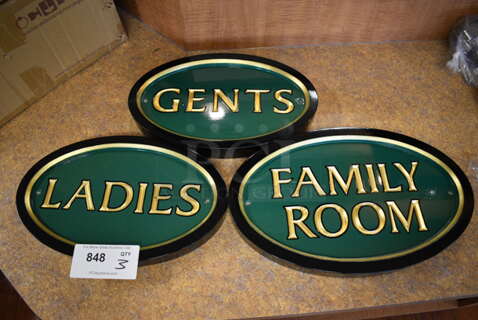 GENTS
LADIES
FAMILY
ROOM
848
QTY
3